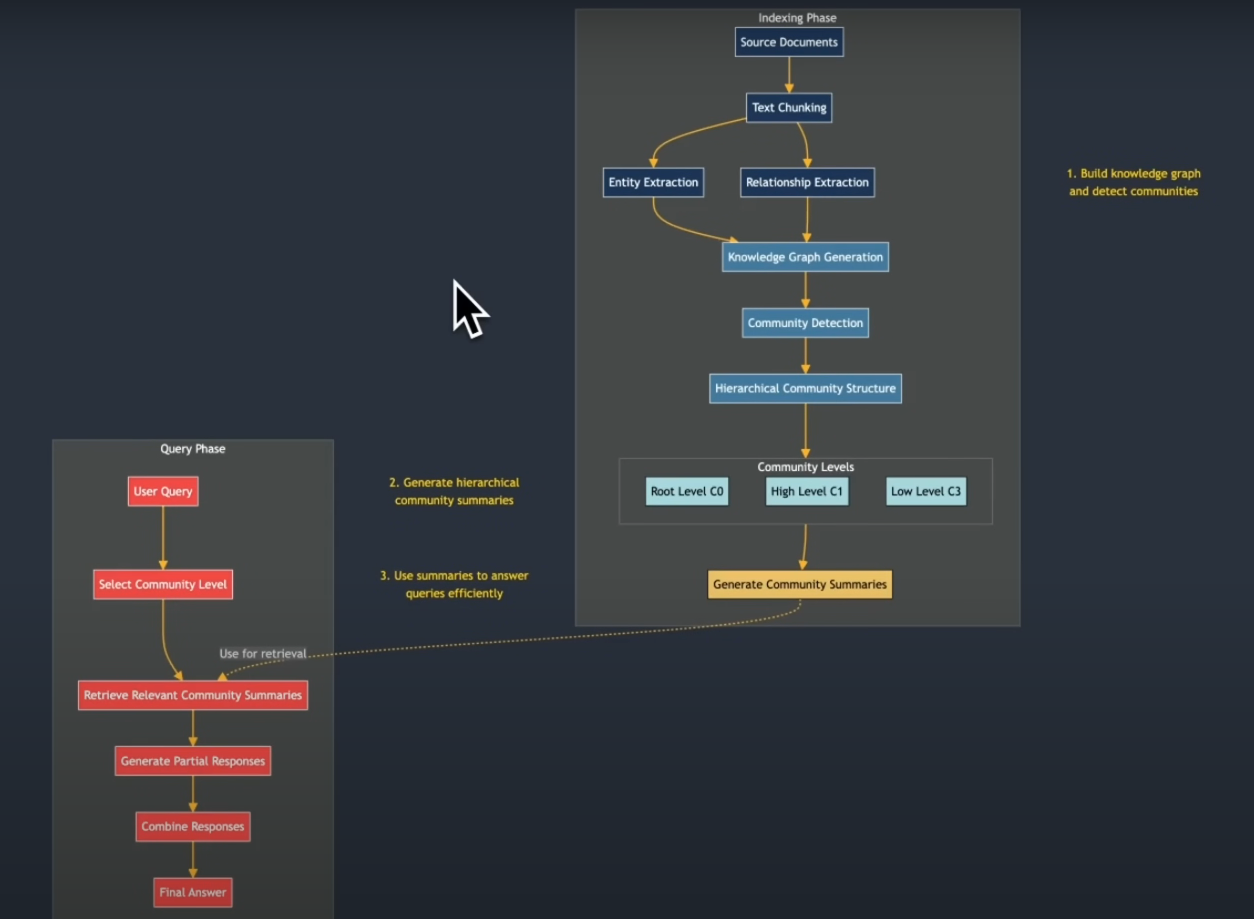 Indexing Phase
Source Documents
Text Chunking
Entity Extraction
Relationship Extraction
Knowledge Graph Generation
Community Detection
Hierarchical Community Structure
Community Levels
Root Level C0
High Level C1
Low Level C3
Generate Community Summaries
1. Build knowledge graph
and detect communities
2. Generate hierarchical
community summaries
3. Use summaries to answer
queries efficiently
Query Phase
User Query
Select Community Level
Use for retrieval
Retrieve Relevant Community Summaries
Generate Partial Responses
Combine Responses
Final Answer